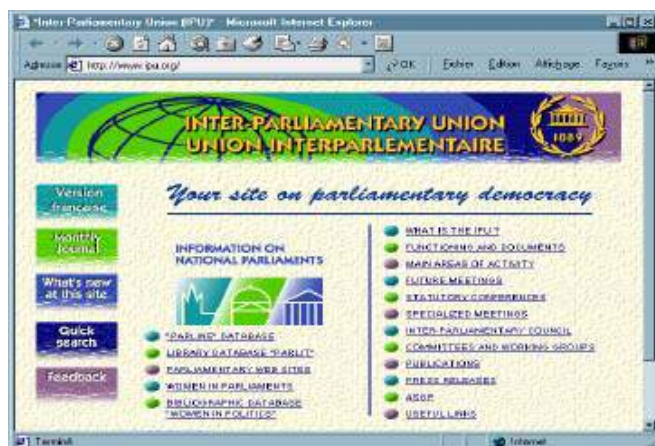 "Inter-Parliamentary Union (IPU)" - Microsoft Internet Explorer
Adresse http://www.ipu.org/ OK Fichier Edition Affichage Favoris
INTER-PARLIAMENTARY UNION
UNION INTERPARLEMENTAIRE
1889
Your site on parliamentary democracy
Version
française
Monthly
Journal
What's new
at this site
Quick
search
Feedback
INFORMATION ON
NATIONAL PARLIAMENTS
"PARLINE" DATABASE
LIBRARY DATABASE "PARLIT"
PARLIAMENTARY WEB SITES
WOMEN IN PARLIAMENTS
BIBLIOGRAPHIC DATABASE
"WOMEN IN POLITICS"
WHAT IS THE IPU?
FUNCTIONING AND DOCUMENTS
MAIN AREAS OF ACTIVITY
FUTURE MEETINGS
STATUTORY CONFERENCES
SPECIALIZED MEETINGS
INTER-PARLIAMENTARY COUNCIL
COMMITTEES AND WORKING GROUPS
PUBLICATIONS
PRESS RELEASES
ASGP
USEFUL LINKS
Terminé Internet